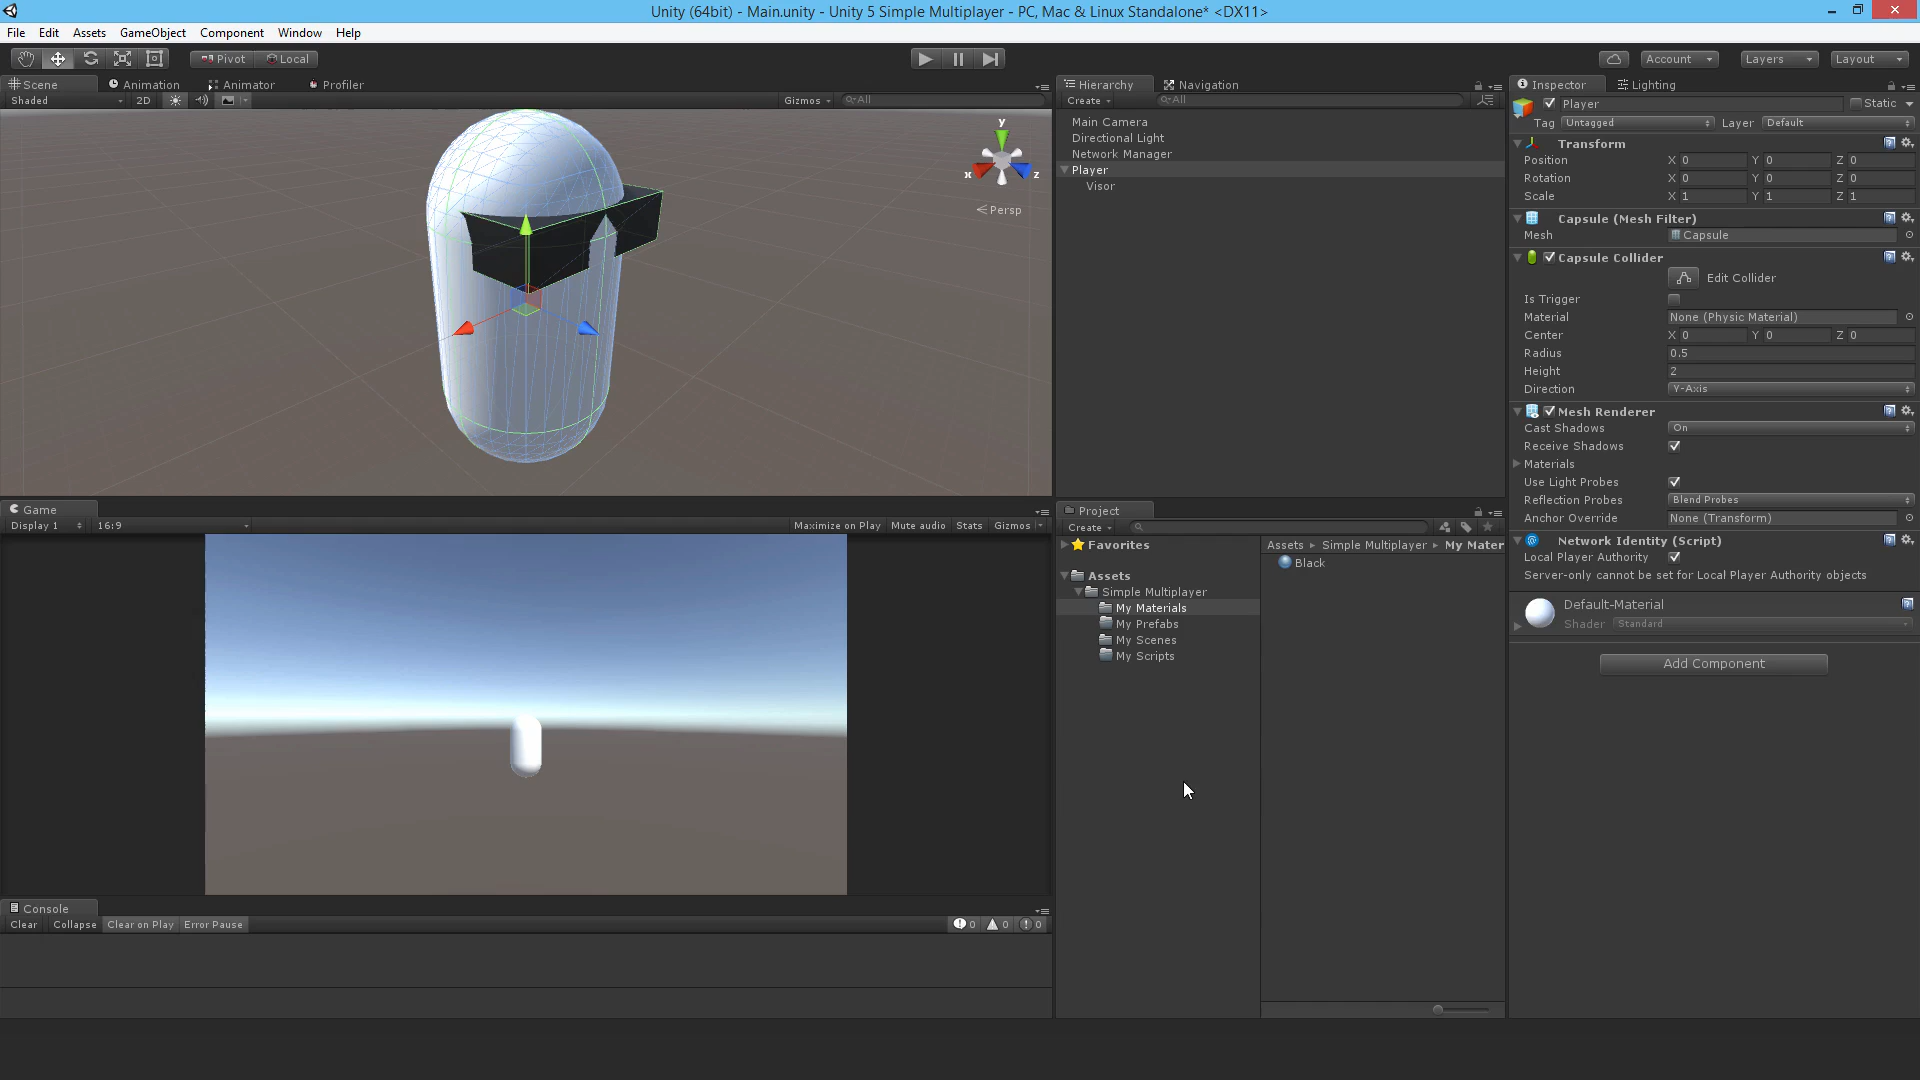 Unity (64bit) - Main.unity - Unity 5 Simple Multiplayer - PC, Mac & Linux Standalone* <DX11>
File Edit Assets GameObject Component Window Help
Pivot Local Account Layers Layout
Scene Animation Animator Profiler
Shaded 2D Gizmos All
y
x z
Persp
Game
Display 1 16:9 Maximize on Play Mute audio Stats Gizmos
Console
Clear Collapse Clear on Play Error Pause 0 0 0
Hierarchy Navigation
Create All
Main Camera
Directional Light
Network Manager
Player
Visor
Project
Create
Favorites
Assets
Simple Multiplayer
My Materials
My Prefabs
My Scenes
My Scripts
Assets Simple Multiplayer My Mater
Black
Inspector Lighting
Player Static
Tag Untagged Layer Default
Transform
Position X 0 Y 0 Z 0
Rotation X 0 Y 0 Z 0
Scale X 1 Y 1 Z 1
Capsule (Mesh Filter)
Mesh Capsule
Capsule Collider
Edit Collider
Is Trigger
Material None (Physic Material)
Center X 0 Y 0 Z 0
Radius 0.5
Height 2
Direction Y-Axis
Mesh Renderer
Cast Shadows On
Receive Shadows
Materials
Use Light Probes
Reflection Probes Blend Probes
Anchor Override None (Transform)
Network Identity (Script)
Local Player Authority
Server-only cannot be set for Local Player Authority objects
Default-Material
Shader Standard
Add Component